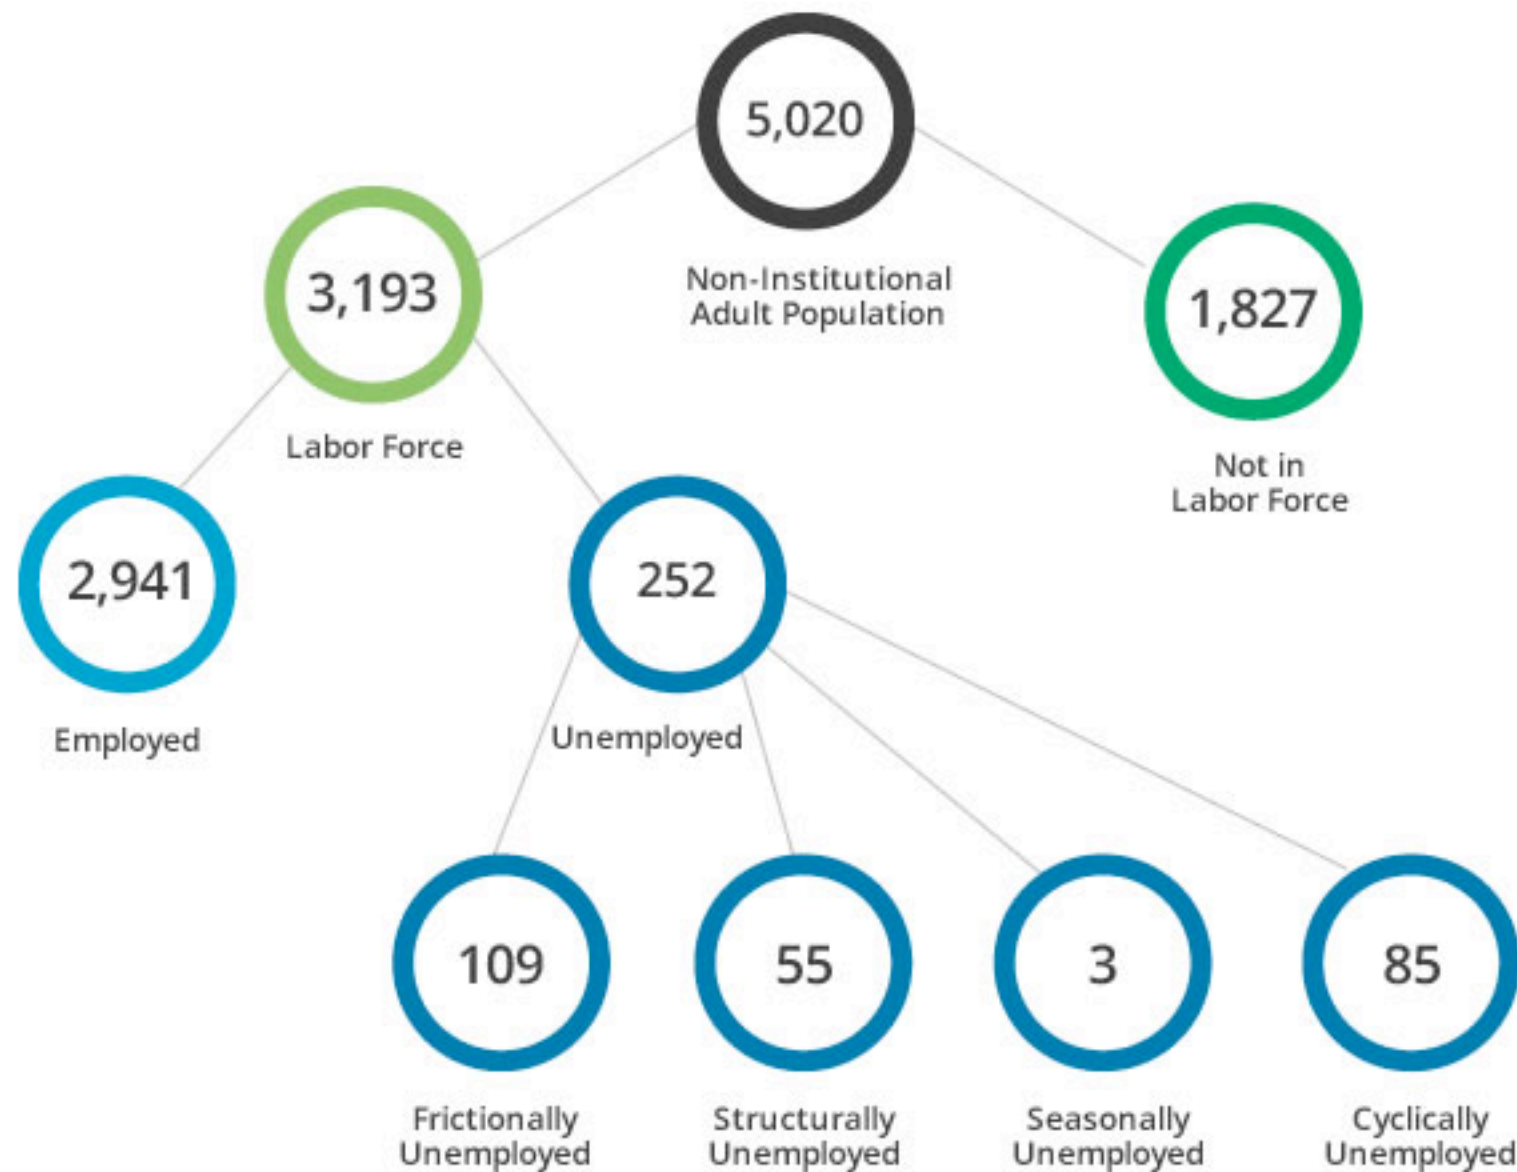 5,020
Non-Institutional
Adult Population
3,193
Labor Force
1,827
Not in
Labor Force
2,941
Employed
252
Unemployed
109
Frictionally
Unemployed
55
Structurally
Unemployed
3
Seasonally
Unemployed
85
Cyclically
Unemployed